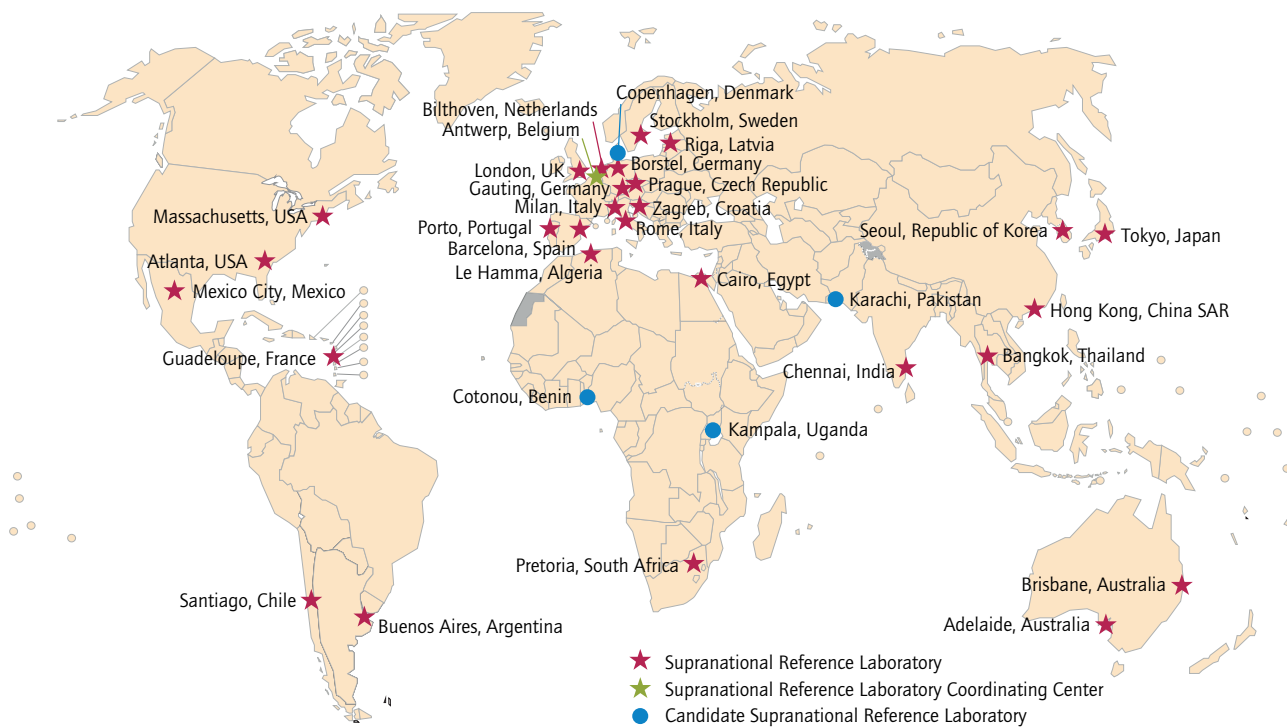 Copenhagen, Denmark
Bilthoven, Netherlands
Stockholm, Sweden
Antwerp, Belgium
Riga, Latvia
London, UK
Borstel, Germany
Gauting, Germany
Prague, Czech Republic
Milan, Italy
Zagreb, Croatia
Massachusetts, USA
Porto, Portugal
Rome, Italy
Seoul, Republic of Korea
Tokyo, Japan
Barcelona, Spain
Atlanta, USA
Le Hamma, Algeria
Cairo, Egypt
Mexico City, Mexico
Karachi, Pakistan
Hong Kong, China SAR
Guadeloupe, France
Bangkok, Thailand
Chennai, India
Cotonou, Benin
Kampala, Uganda
Pretoria, South Africa
Brisbane, Australia
Santiago, Chile
Buenos Aires, Argentina
Adelaide, Australia
Supranational Reference Laboratory
Supranational Reference Laboratory Coordinating Center
Candidate Supranational Reference Laboratory